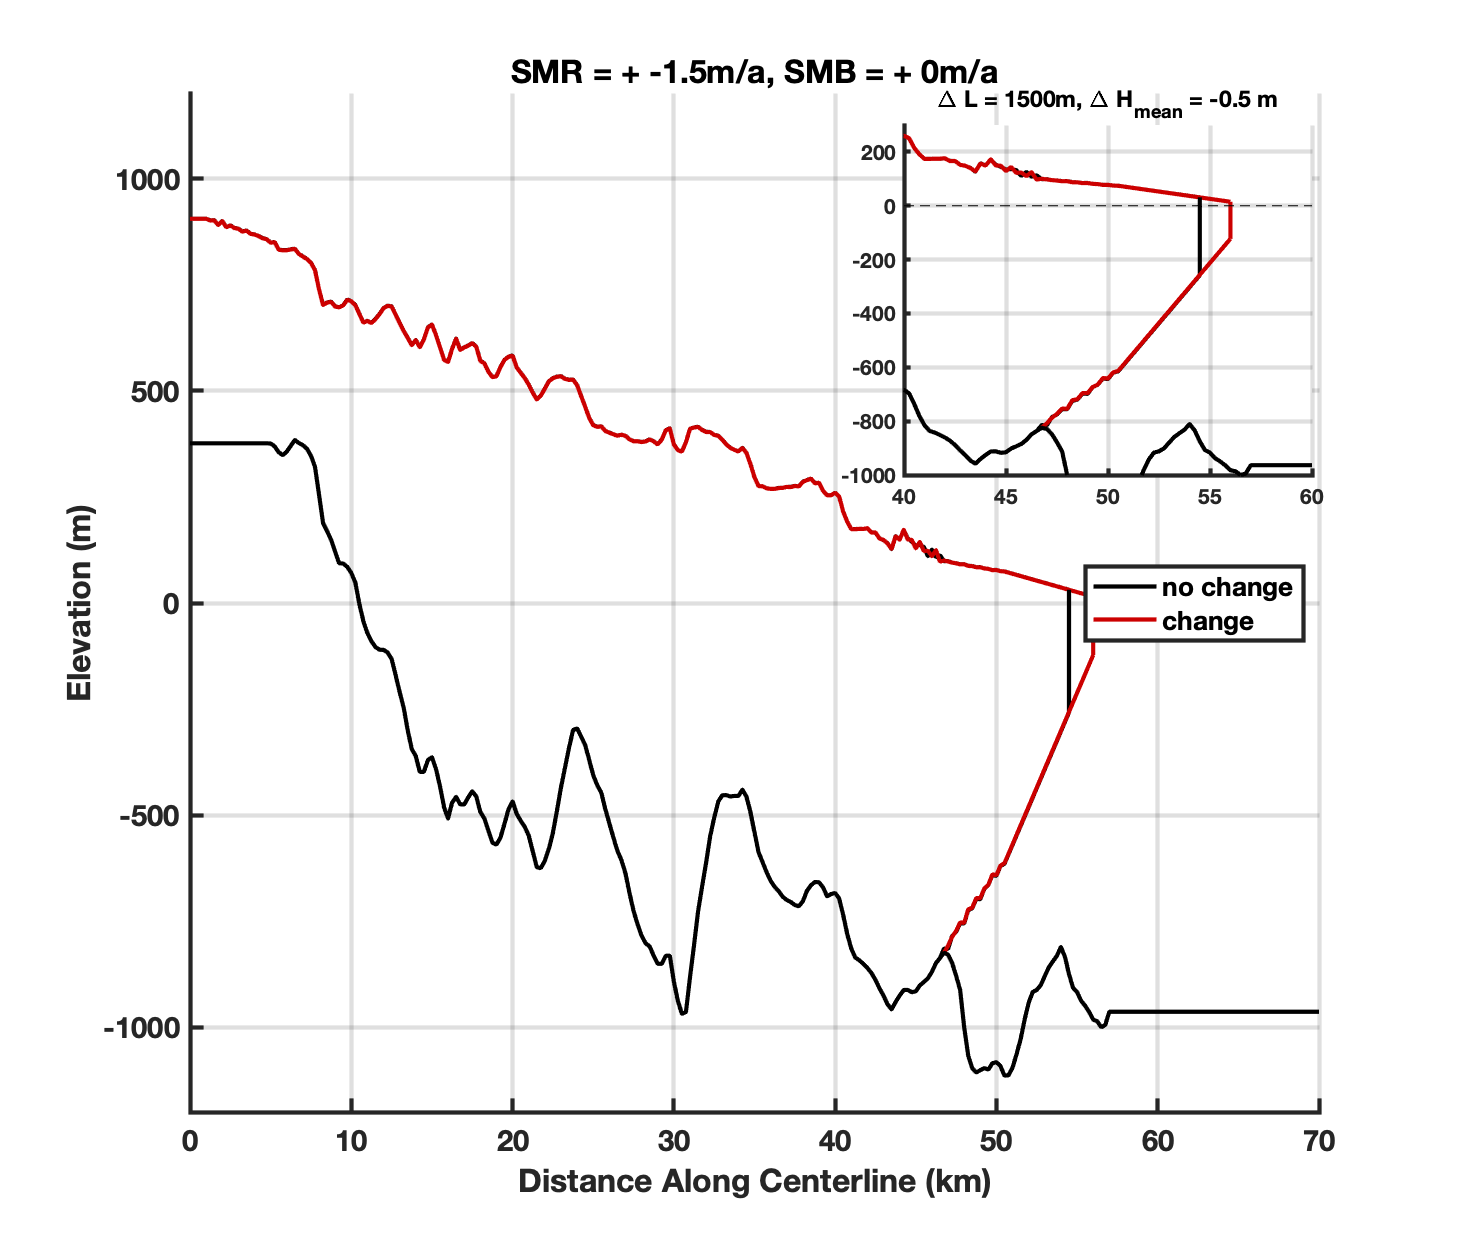 SMR = + -1.5m/a, SMB = + 0m/a
△ L = 1500m, △ Hmean = -0.5 m
200
0
-200
-400
-600
-800
-1000
40 45 50 55 60
1000
500
0
-500
-1000
Elevation (m)
no change
change
0 10 20 30 40 50 60 70
Distance Along Centerline (km)